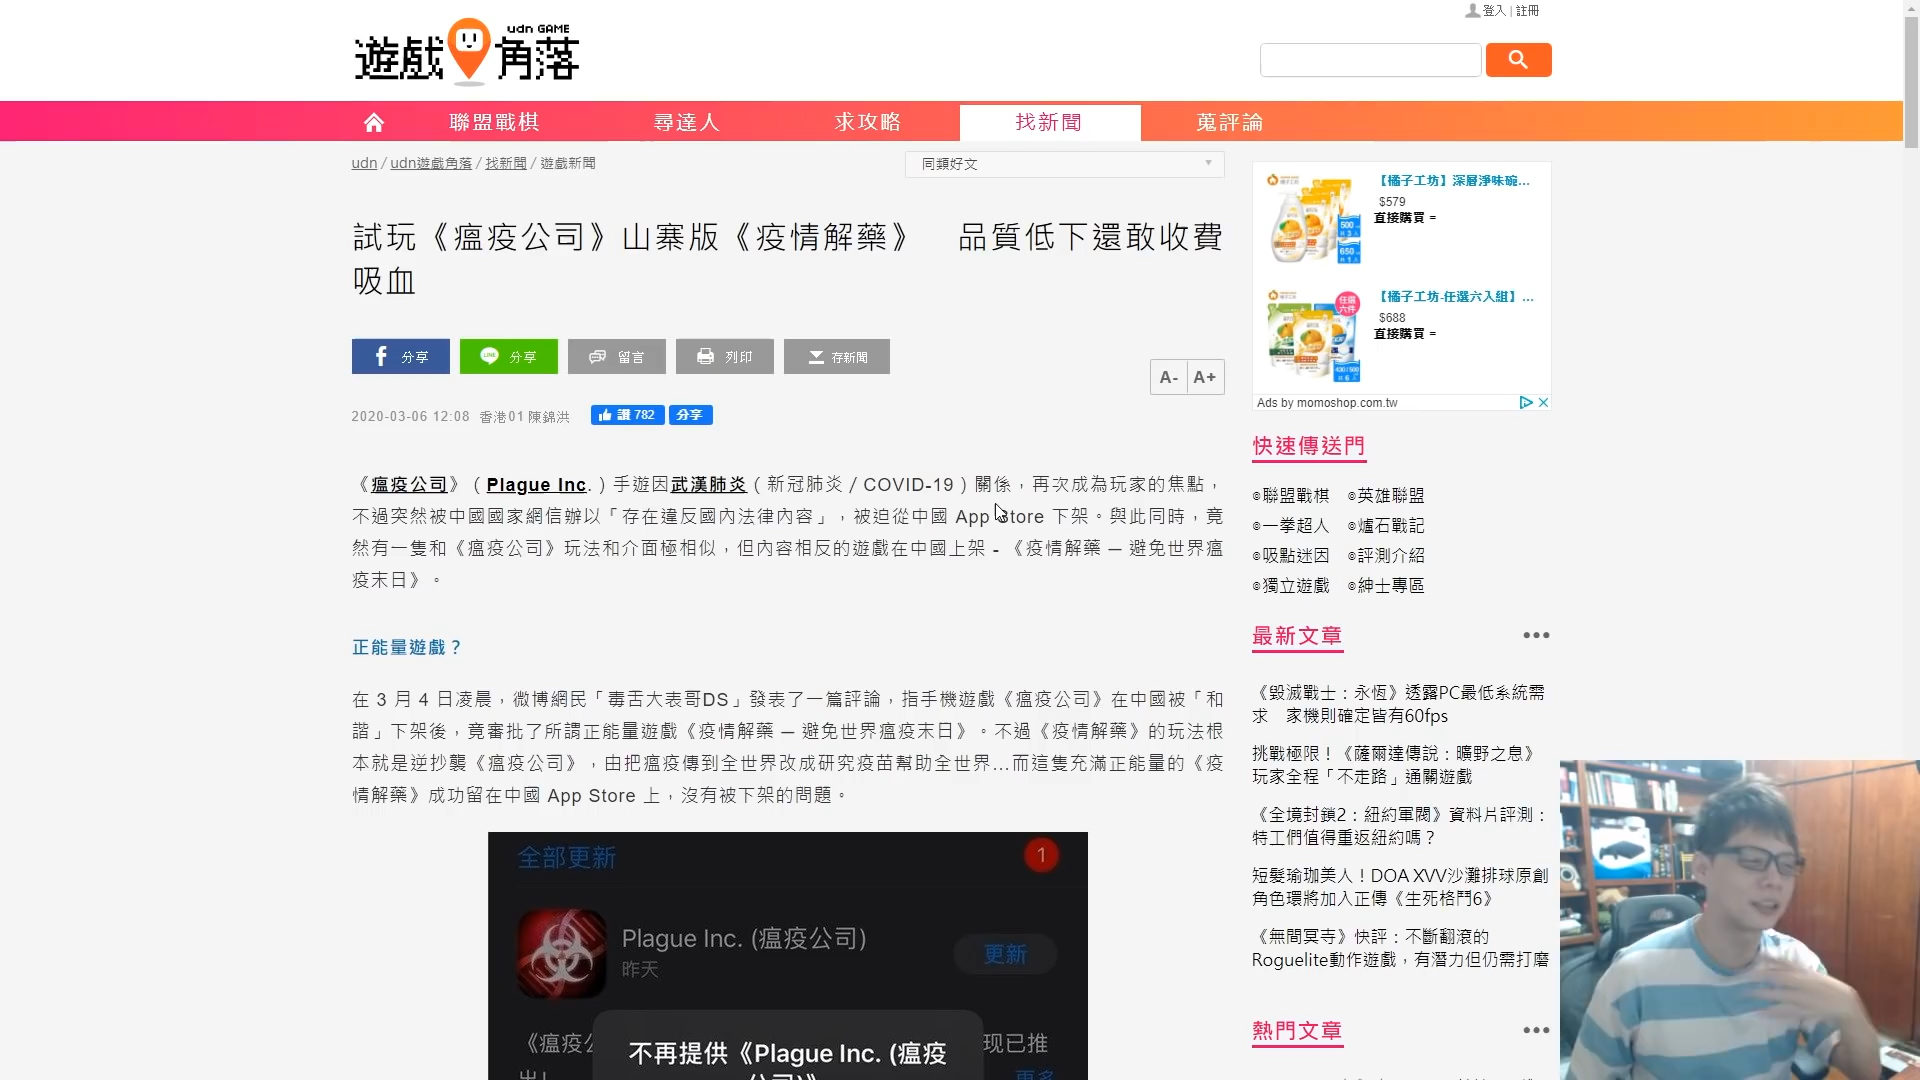 登入 | 註冊
遊戲角落 udn GAME
聯盟戰棋 尋達人 求攻略 找新聞 蒐評論
udn / udn遊戲角落 / 找新聞 / 遊戲新聞
同類好文
試玩《瘟疫公司》山寨版《疫情解藥》　品質低下還敢收費
吸血
分享 分享 留言 列印 存新聞
A- A+
2020-03-06 12:08 香港01 陳錦洪 讚 782 分享
《瘟疫公司》（Plague Inc.）手遊因武漢肺炎（新冠肺炎 / COVID-19）關係，再次成為玩家的焦點，
不過突然被中國國家網信辦以「存在違反國內法律內容」，被迫從中國 App Store 下架。與此同時，竟
然有一隻和《瘟疫公司》玩法和介面極相似，但內容相反的遊戲在中國上架 - 《疫情解藥 — 避免世界瘟
疫末日》。
正能量遊戲？
在 3 月 4 日凌晨，微博網民「毒舌大表哥DS」發表了一篇評論，指手機遊戲《瘟疫公司》在中國被「和
諧」下架後，竟審批了所謂正能量遊戲《疫情解藥 — 避免世界瘟疫末日》。不過《疫情解藥》的玩法根
本就是逆抄襲《瘟疫公司》，由把瘟疫傳到全世界改成研究疫苗幫助全世界...而這隻充滿正能量的《疫
情解藥》成功留在中國 App Store 上，沒有被下架的問題。
全部更新
1
Plague Inc. (瘟疫公司)
昨天
更新
《瘟疫公
现已推
不再提供《Plague Inc. (瘟疫
公司)》
出!
更多
【橘子工坊】深層淨味碗...
$579
直接購買 =
500
650
【橘子工坊-任選六入組】...
$688
直接購買 =
任選
六件
Ads by momoshop.com.tw
快速傳送門
◎聯盟戰棋 ◎英雄聯盟
◎一拳超人 ◎爐石戰記
◎吸點迷因 ◎評測介紹
◎獨立遊戲 ◎紳士專區
最新文章
《毀滅戰士：永恆》透露PC最低系統需
求　家機則確定皆有60fps
挑戰極限！《薩爾達傳說：曠野之息》
玩家全程「不走路」通關遊戲
《全境封鎖2：紐約軍閥》資料片評測：
特工們值得重返紐約嗎？
短髮瑜珈美人！DOA XVV沙灘排球原創
角色環將加入正傳《生死格鬥6》
《無間冥寺》快評：不斷翻滾的
Roguelite動作遊戲，有潛力但仍需打磨
熱門文章